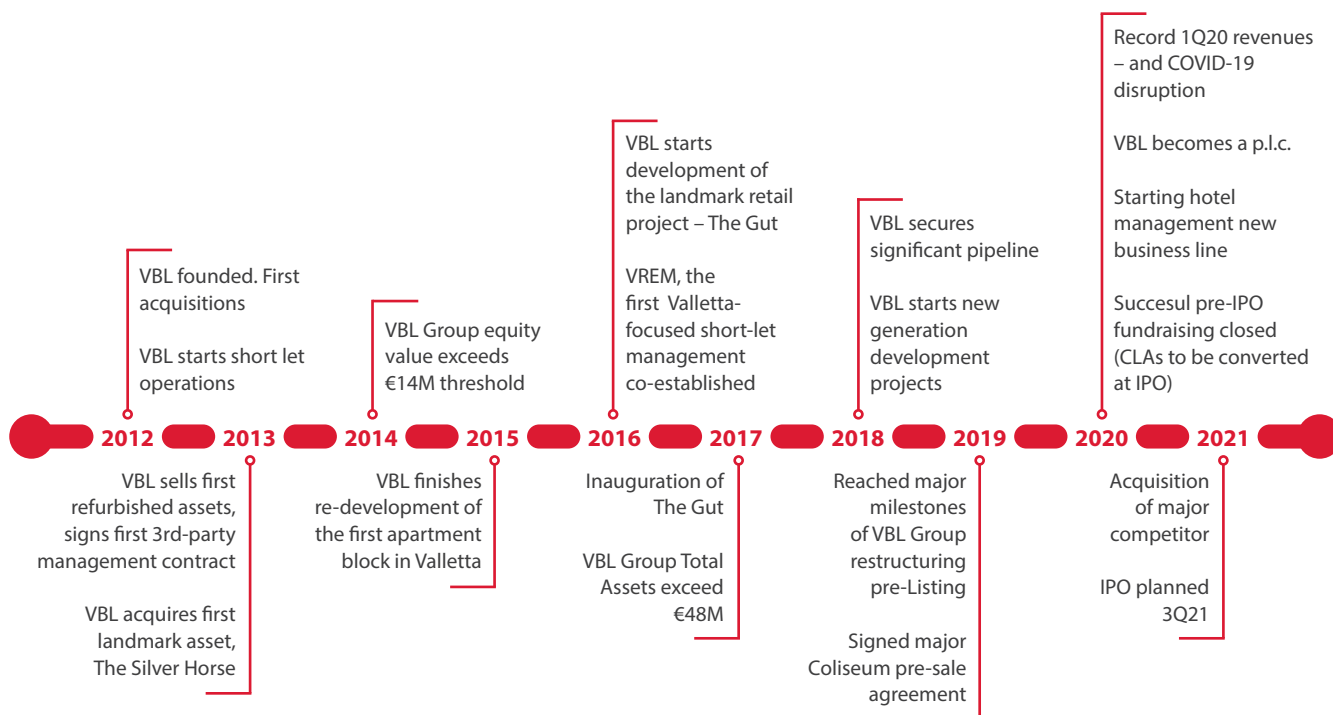 VBL founded. First
acquisitions
VBL starts short let
operations
VBL Group equity
value exceeds
€14M threshold
VBL starts
development of
the landmark retail
project – The Gut
VREM, the
first Valletta-
focused short-let
management
co-established
VBL secures
significant pipeline
VBL starts new
generation
development
projects
Record 1Q20 revenues
– and COVID-19
disruption
VBL becomes a p.l.c.
Starting hotel
management new
business line
Succesul pre-IPO
fundraising closed
(CLAs to be converted
at IPO)
2012 2013 2014 2015 2016 2017 2018 2019 2020 2021
VBL sells first
refurbished assets,
signs first 3rd-party
management contract
VBL acquires first
landmark asset,
The Silver Horse
VBL finishes
re-development of
the first apartment
block in Valletta
Inauguration of
The Gut
VBL Group Total
Assets exceed
€48M
Reached major
milestones
of VBL Group
restructuring
pre-Listing
Signed major
Coliseum pre-sale
agreement
Acquisition
of major
competitor
IPO planned
3Q21